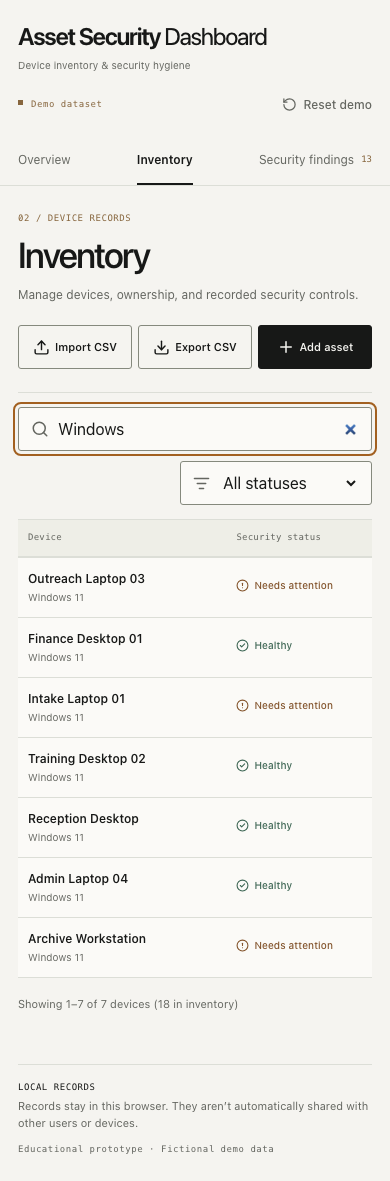 Asset Security Dashboard
Device inventory & security hygiene
Demo dataset
Reset demo
Overview
Inventory
Security findings 13
02 / DEVICE RECORDS
Inventory
Manage devices, ownership, and recorded security controls.
Import CSV
Export CSV
Add asset
Windows
All statuses
Device Security status
Outreach Laptop 03
Windows 11
Needs attention
Finance Desktop 01
Windows 11
Healthy
Intake Laptop 01
Windows 11
Needs attention
Training Desktop 02
Windows 11
Healthy
Reception Desktop
Windows 11
Healthy
Admin Laptop 04
Windows 11
Healthy
Archive Workstation
Windows 11
Needs attention
Showing 1–7 of 7 devices (18 in inventory)
LOCAL RECORDS
Records stay in this browser. They aren't automatically shared with
other users or devices.
Educational prototype · Fictional demo data